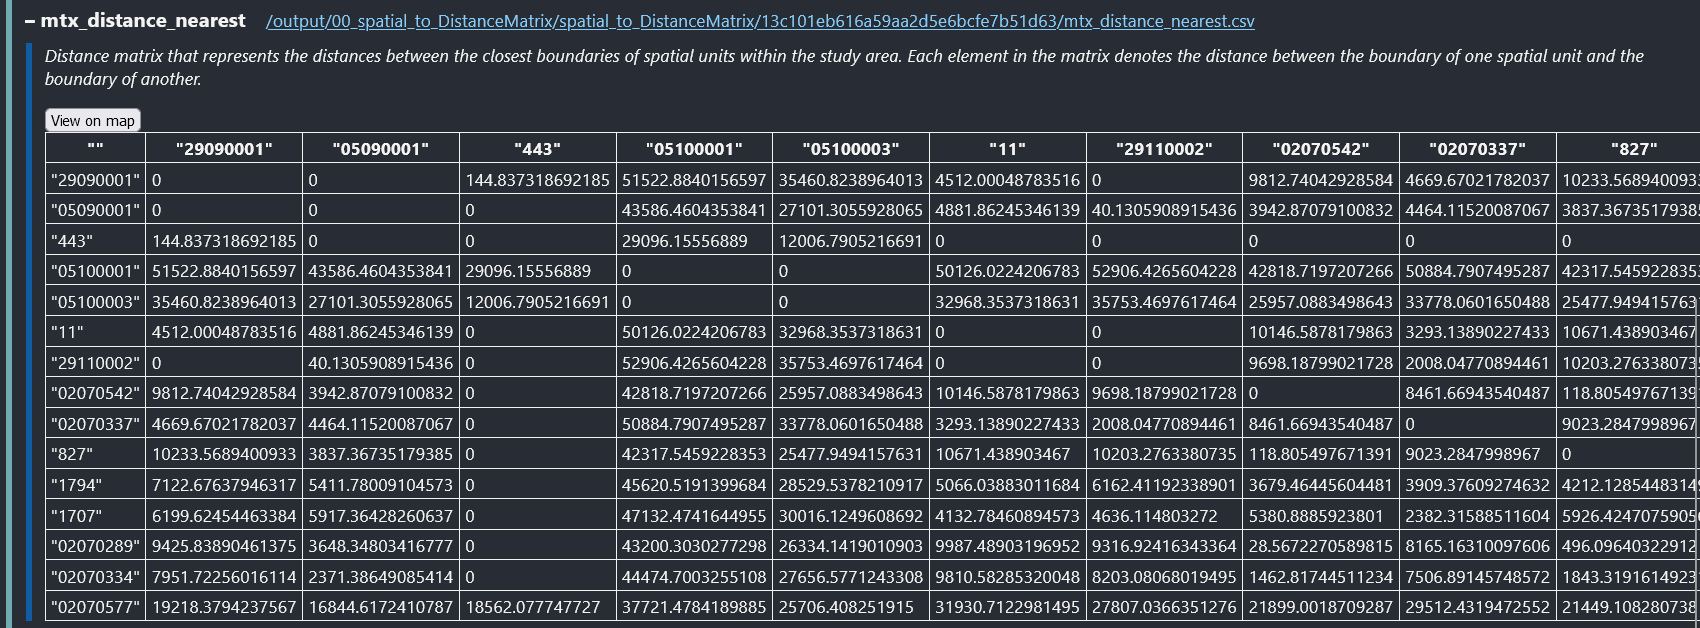 – mtx_distance_nearest /output/00_spatial_to_DistanceMatrix/spatial_to_DistanceMatrix/13c101eb616a59aa2d5e6bcfe7b51d63/mtx_distance_nearest.csv
Distance matrix that represents the distances between the closest boundaries of spatial units within the study area. Each element in the matrix denotes the distance between the boundary of one spatial unit and the
boundary of another.
View on map
"" "29090001" "05090001" "443" "05100001" "05100003" "11" "29110002" "02070542" "02070337" "827"
"29090001" 0 0 144.837318692185 51522.8840156597 35460.8238964013 4512.00048783516 0 9812.74042928584 4669.67021782037 10233.568940093
"05090001" 0 0 0 43586.4604353841 27101.3055928065 4881.86245346139 40.1305908915436 3942.87079100832 4464.11520087067 3837.3673517938
"443" 144.837318692185 0 0 29096.15556889 12006.7905216691 0 0 0 0 0
"05100001" 51522.8840156597 43586.4604353841 29096.15556889 0 0 50126.0224206783 52906.4265604228 42818.7197207266 50884.7907495287 42317.545922835
"05100003" 35460.8238964013 27101.3055928065 12006.7905216691 0 0 32968.3537318631 35753.4697617464 25957.0883498643 33778.0601650488 25477.949415763
"11" 4512.00048783516 4881.86245346139 0 50126.0224206783 32968.3537318631 0 0 10146.5878179863 3293.13890227433 10671.438903467
"29110002" 0 40.1305908915436 0 52906.4265604228 35753.4697617464 0 0 9698.18799021728 2008.04770894461 10203.276338073
"02070542" 9812.74042928584 3942.87079100832 0 42818.7197207266 25957.0883498643 10146.5878179863 9698.18799021728 0 8461.66943540487 118.80549767139
"02070337" 4669.67021782037 4464.11520087067 0 50884.7907495287 33778.0601650488 3293.13890227433 2008.04770894461 8461.66943540487 0 9023.2847998967
"827" 10233.5689400933 3837.36735179385 0 42317.5459228353 25477.9494157631 10671.438903467 10203.2763380735 118.805497671391 9023.2847998967 0
"1794" 7122.67637946317 5411.78009104573 0 45620.5191399684 28529.5378210917 5066.03883011684 6162.41192338901 3679.46445604481 3909.37609274632 4212.128544831
"1707" 6199.62454463384 5917.36428260637 0 47132.4741644955 30016.1249608692 4132.78460894573 4636.114803272 5380.8885923801 2382.31588511604 5926.424707590
"02070289" 9425.83890461375 3648.34803416777 0 43200.3030277298 26334.1419010903 9987.48903196952 9316.92416343364 28.5672270589815 8165.16310097606 496.09640322912
"02070334" 7951.72256016114 2371.38649085414 0 44474.7003255108 27656.5771243308 9810.58285320048 8203.08068019495 1462.81744511234 7506.89145748572 1843.319161492
"02070577" 19218.3794237567 16844.6172410787 18562.077747727 37721.4784189885 25706.408251915 31930.7122981495 27807.0366351276 21899.0018709287 29512.4319472552 21449.108280738